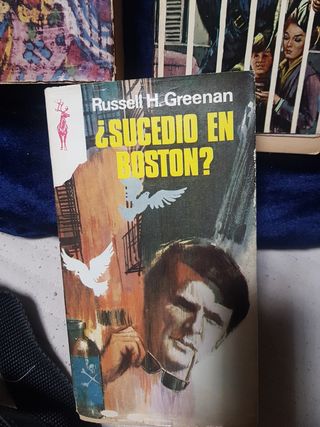 Russell H. Greenan
¿SUCEDIO EN
BOSTON?